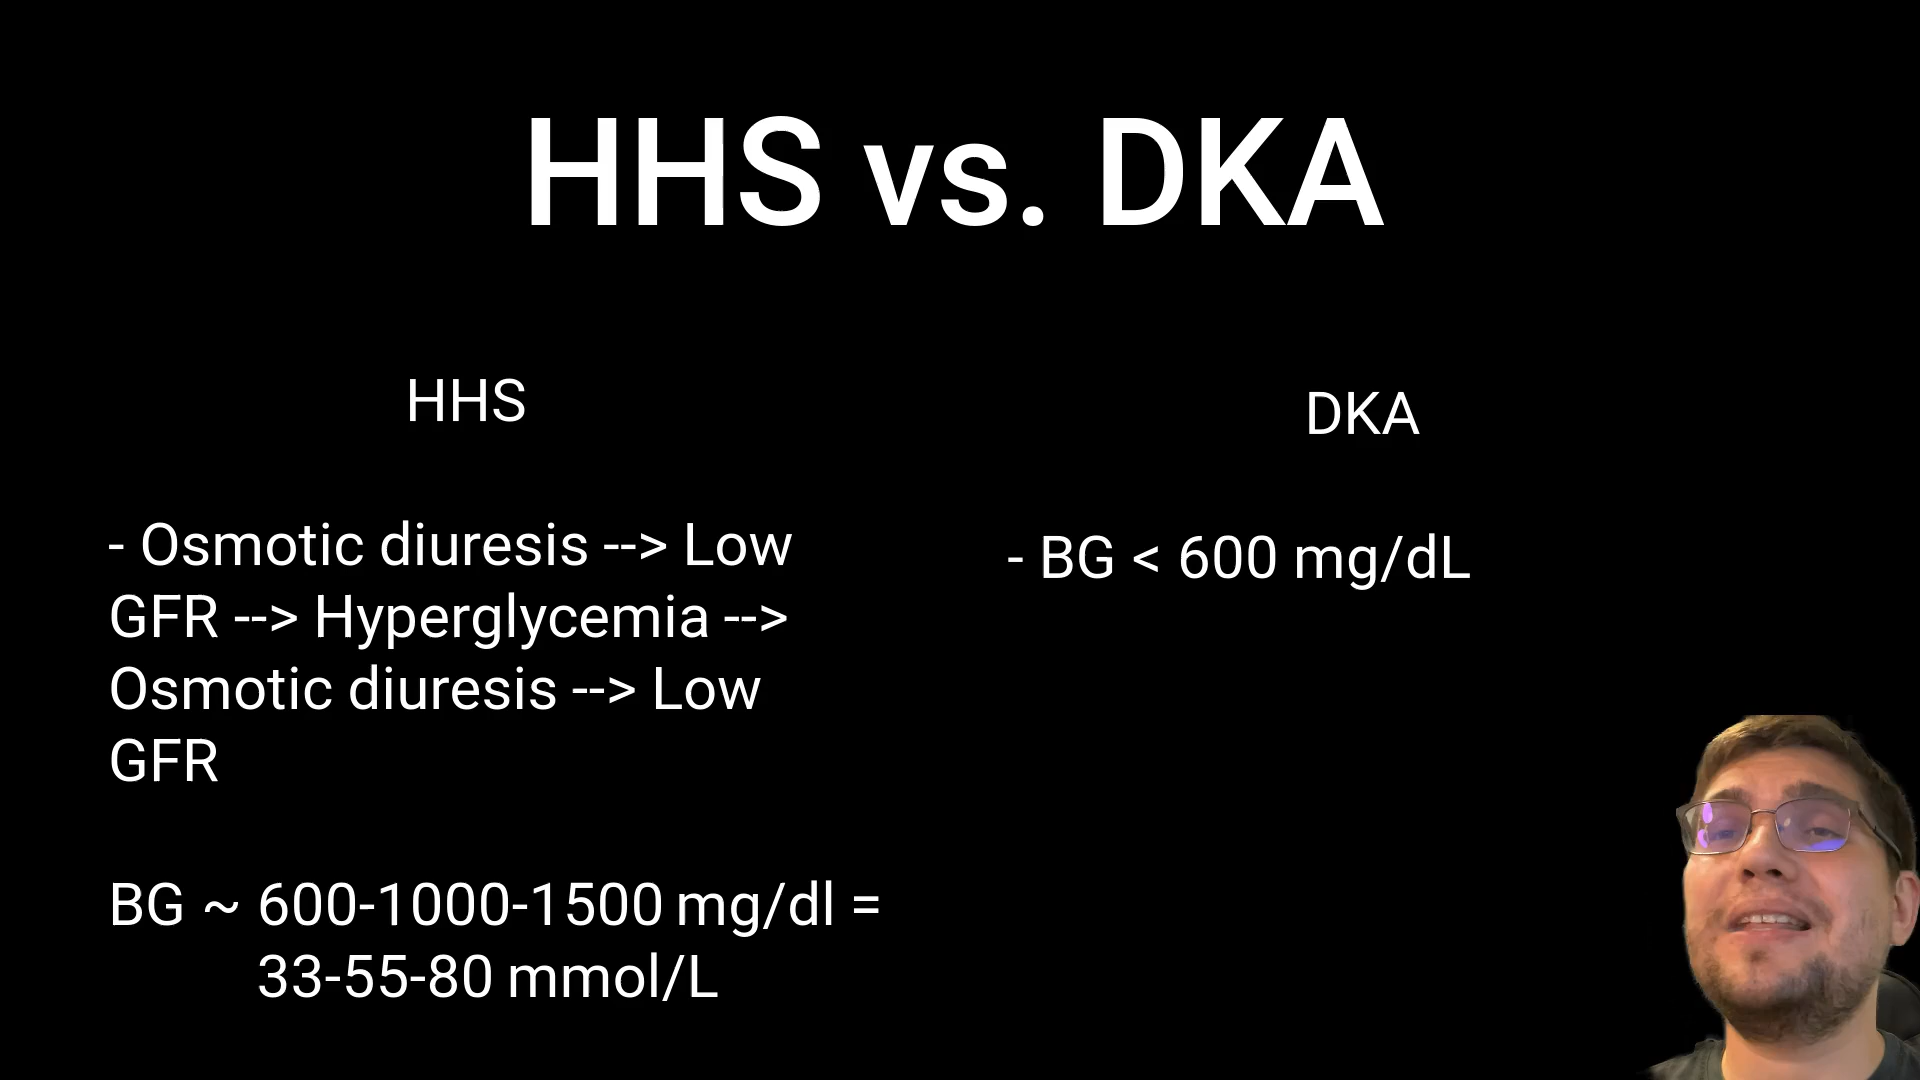 HHS vs. DKA
HHS
- Osmotic diuresis --> Low
GFR --> Hyperglycemia -->
Osmotic diuresis --> Low
GFR
BG ~ 600-1000-1500 mg/dl =
33-55-80 mmol/L
DKA
- BG < 600 mg/dL